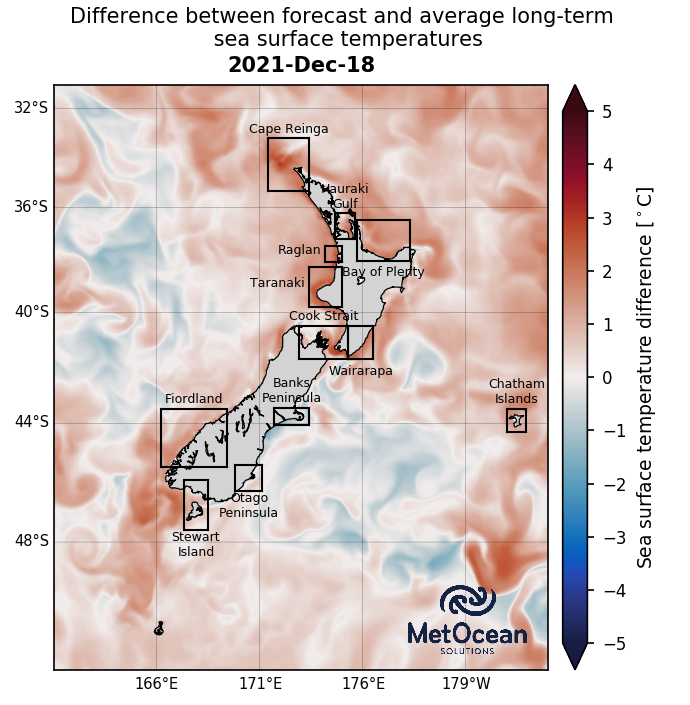 Difference between forecast and average long-term
sea surface temperatures
2021-Dec-18
32°S
36°S
40°S
44°S
48°S
166°E
171°E
176°E
179°W
Cape Reinga
Hauraki
Gulf
Raglan
Bay of Plenty
Taranaki
Cook Strait
Wairarapa
Banks
Peninsula
Fiordland
Chatham
Islands
Otago
Peninsula
Stewart
Island
MetOcean
SOLUTIONS
5
4
3
2
1
0
−1
−2
−3
−4
−5
Sea surface temperature difference [°C]